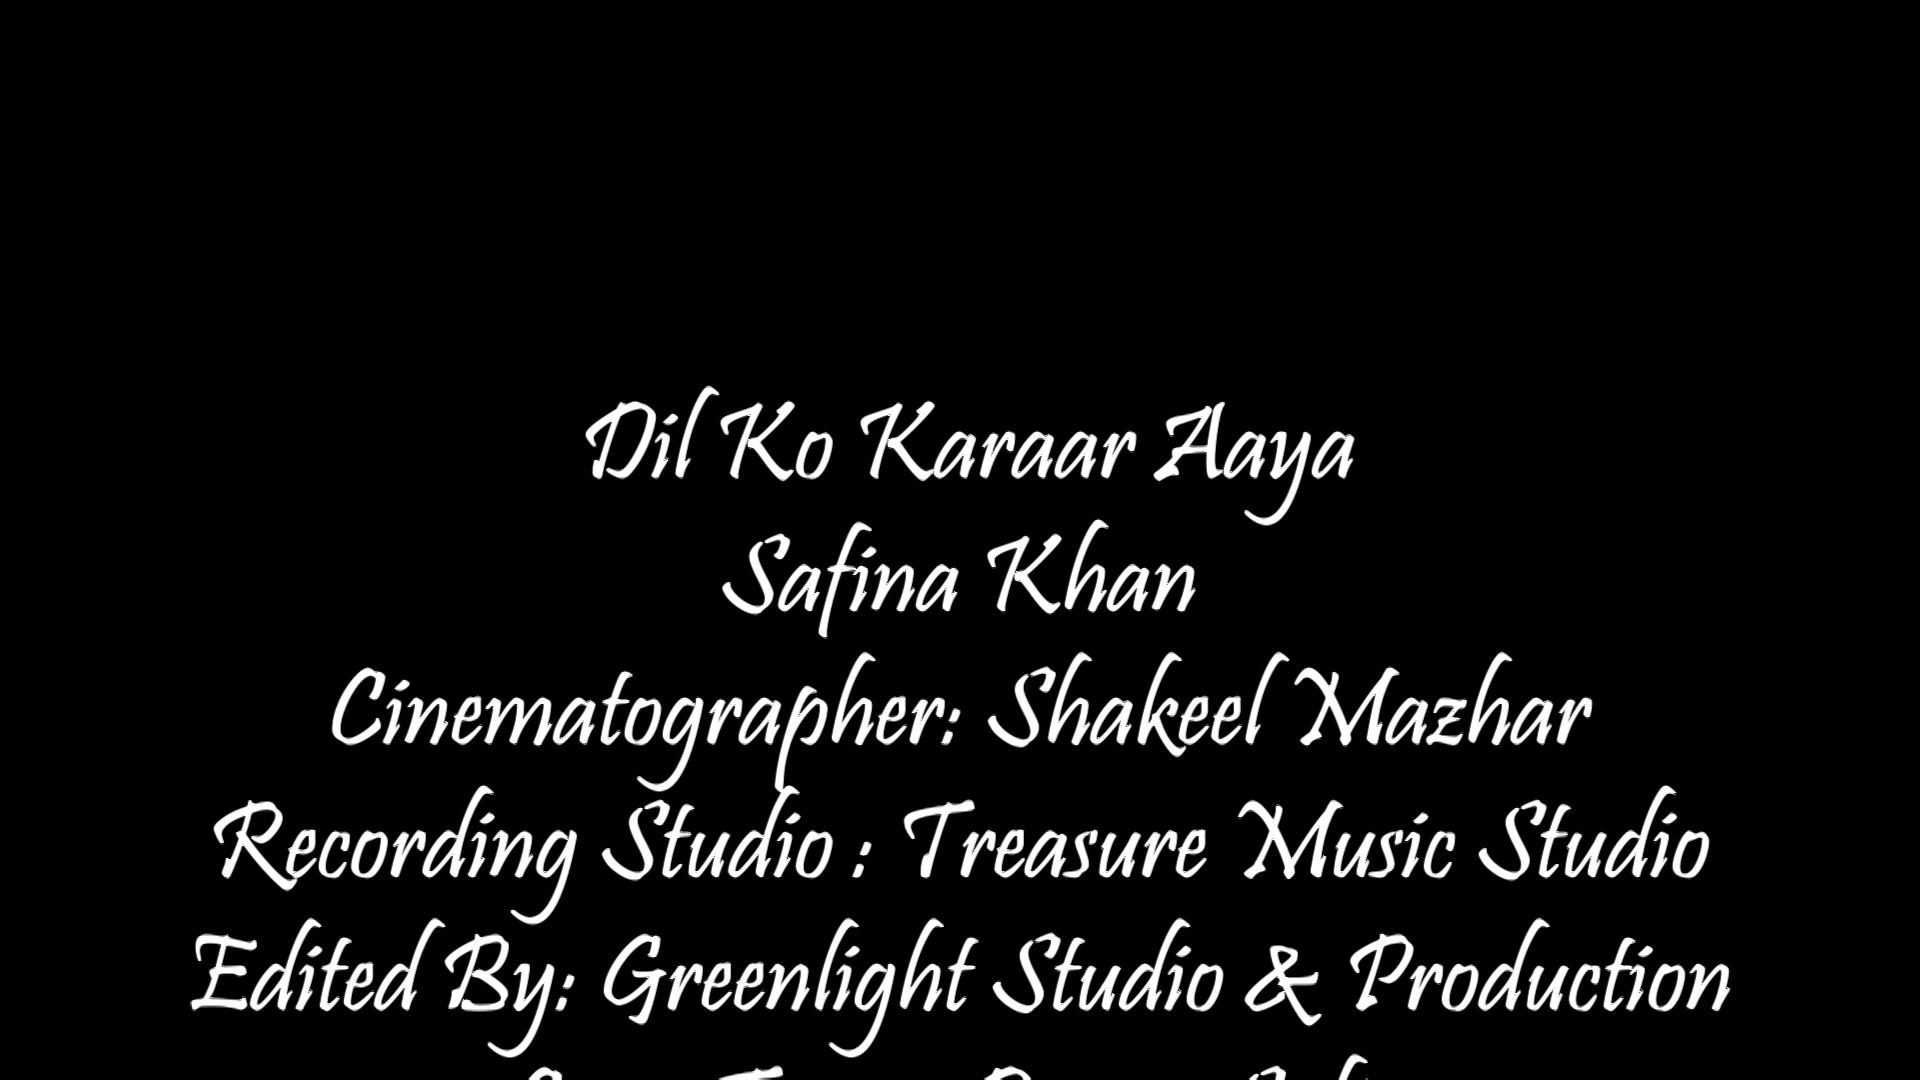 Dil Ko Karaar Aaya
Safina Khan
Cinematographer: Shakeel Mazhar
Recording Studio : Treasure Music Studio
Edited By: Greenlight Studio & Production